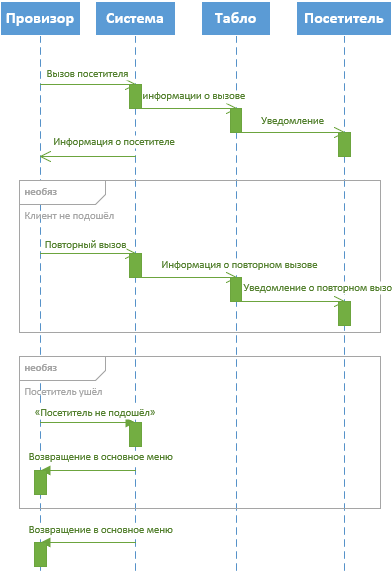 Провизор
Система
Табло
Посетитель
Вызов посетителя
информации о вызове
Уведомление
Информация о посетителе
необяз
Клиент не подошёл
Повторный вызов
Информация о повторном вызове
Уведомление о повторном вызо
необяз
Посетитель ушёл
«Посетитель не подошёл»
Возвращение в основное меню
Возвращение в основное меню